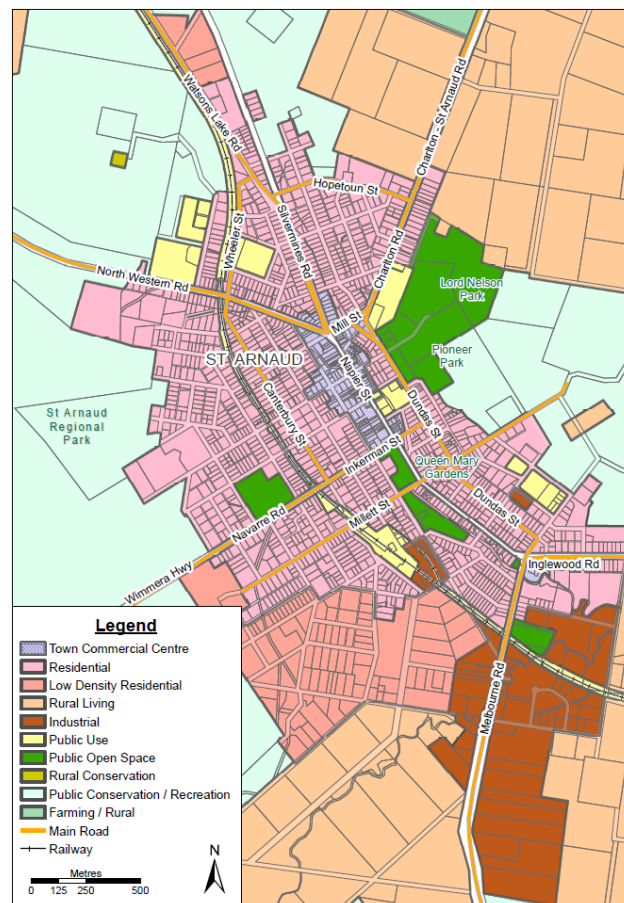 Watsons Lake Rd
Charlton - St Arnaud Rd
Hopetoun St
Silvermines Rd
Wheeler St
Charlton Rd
North Western Rd
Lord Nelson
Park
Mill St
Pioneer
Park
ST ARNAUD
Napier St
Canterbury St
Dundas St
St Arnaud
Regional
Park
Inkerman St
Queen Mary
Gardens
Millett St
Dundas St
Navarre Rd
Inglewood Rd
Wimmera Hwy
Melbourne Rd
Legend
Town Commercial Centre
Residential
Low Density Residential
Rural Living
Industrial
Public Use
Public Open Space
Rural Conservation
Public Conservation / Recreation
Farming / Rural
Main Road
Railway
N
Metres
0 125 250 500